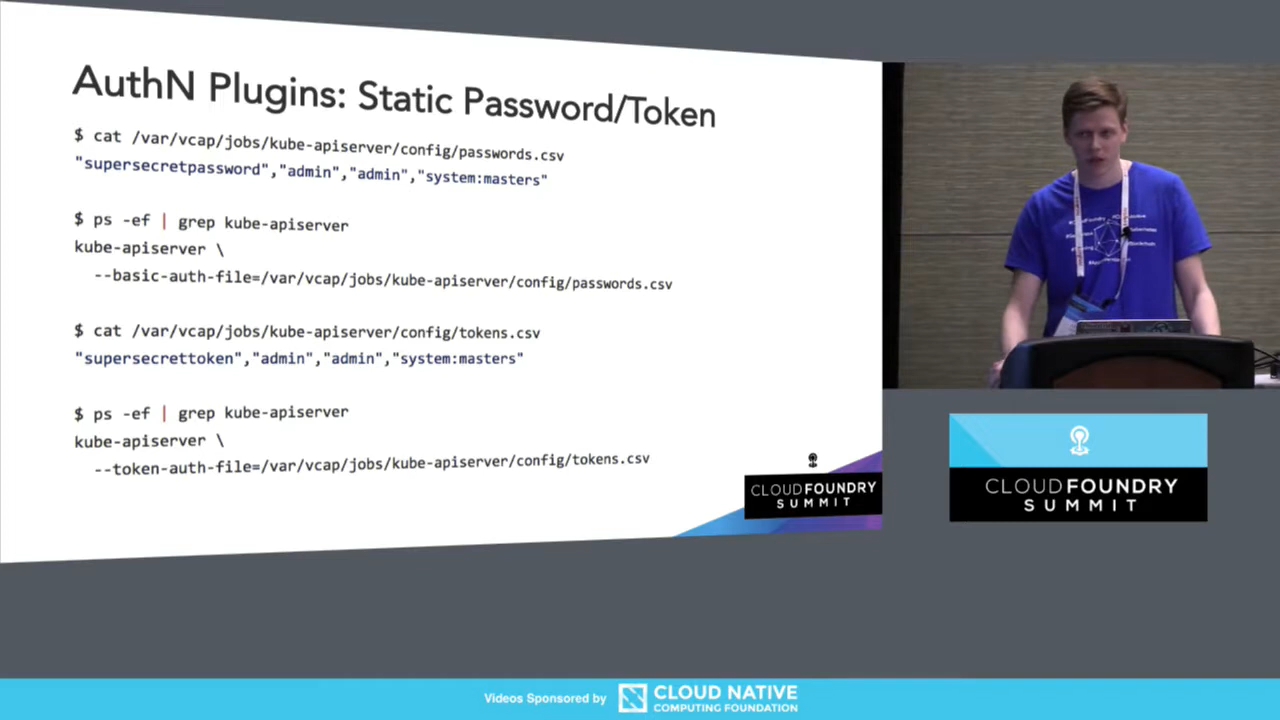 AuthN Plugins: Static Password/Token
$ cat /var/vcap/jobs/kube-apiserver/config/passwords.csv
"supersecretpassword","admin","admin","system:masters"
$ ps -ef | grep kube-apiserver
kube-apiserver \
--basic-auth-file=/var/vcap/jobs/kube-apiserver/config/passwords.csv
$ cat /var/vcap/jobs/kube-apiserver/config/tokens.csv
"supersecrettoken","admin","admin","system:masters"
$ ps -ef | grep kube-apiserver
kube-apiserver \
--token-auth-file=/var/vcap/jobs/kube-apiserver/config/tokens.csv
CLOUDFOUNDRY
SUMMIT
CLOUDFOUNDRY
SUMMIT
Videos Sponsored by
CLOUD NATIVE
COMPUTING FOUNDATION